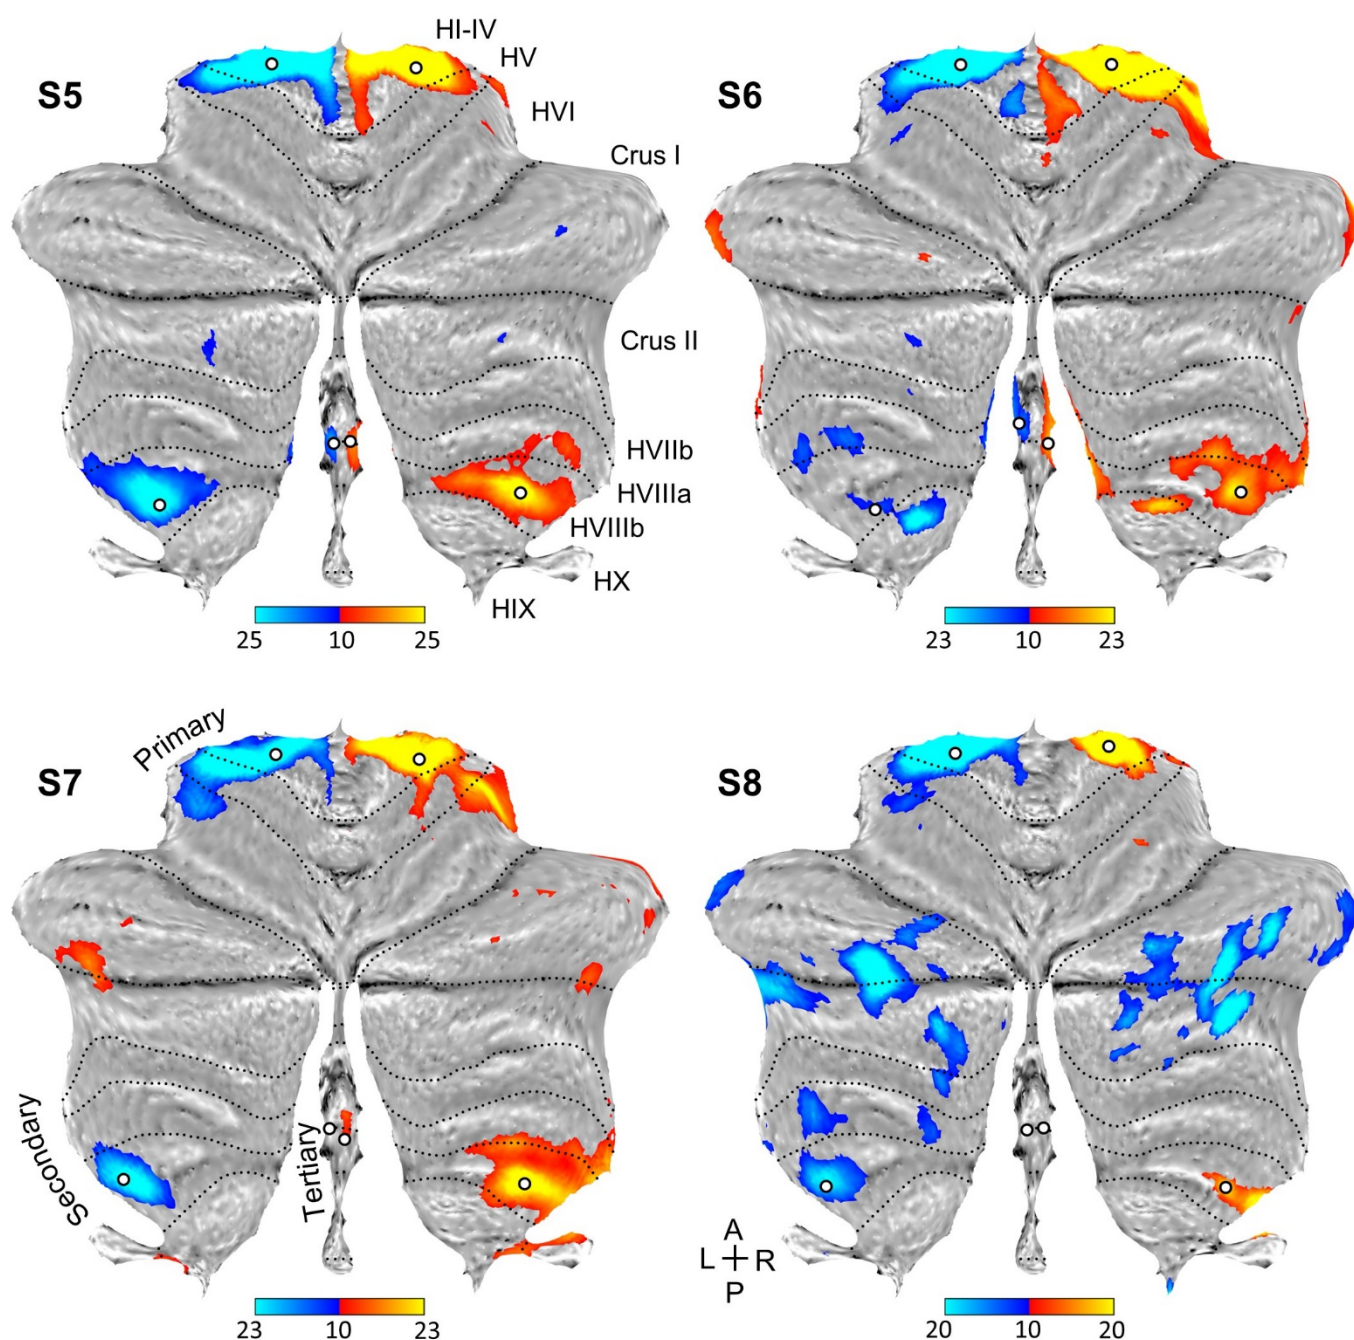 S5
HI-IV
HV
HVI
Crus I
Crus II
HVIIb
HVIIIa
HVIIIb
HX
HIX
25 10 25
S6
23 10 23
S7
Primary
Secondary
Tertiary
23 10 23
S8
A
L R
P
20 10 20